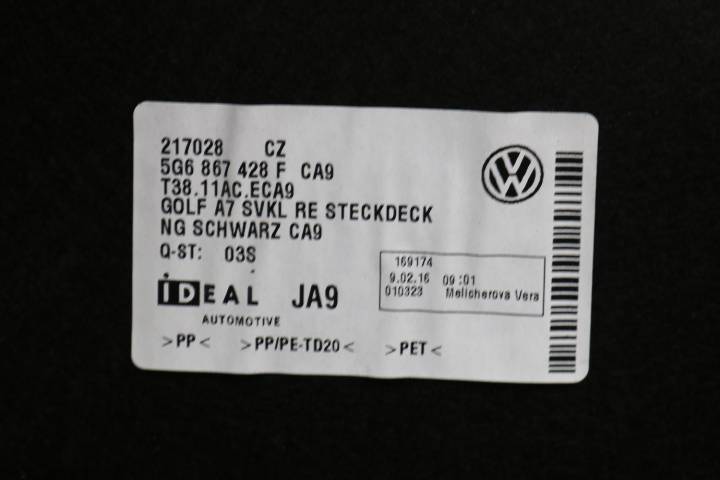 217028 CZ
5G6 867 428 F CA9
T38.11AC.ECA9
GOLF A7 SVKL RE STECKDECK
NG SCHWARZ CA9
Q-ST: 03S
169174
9.02.16 09:01
010323 Melicherova Vera
IDEAL JA9
AUTOMOTIVE
>PP< >PP/PE-TD20< >PET<